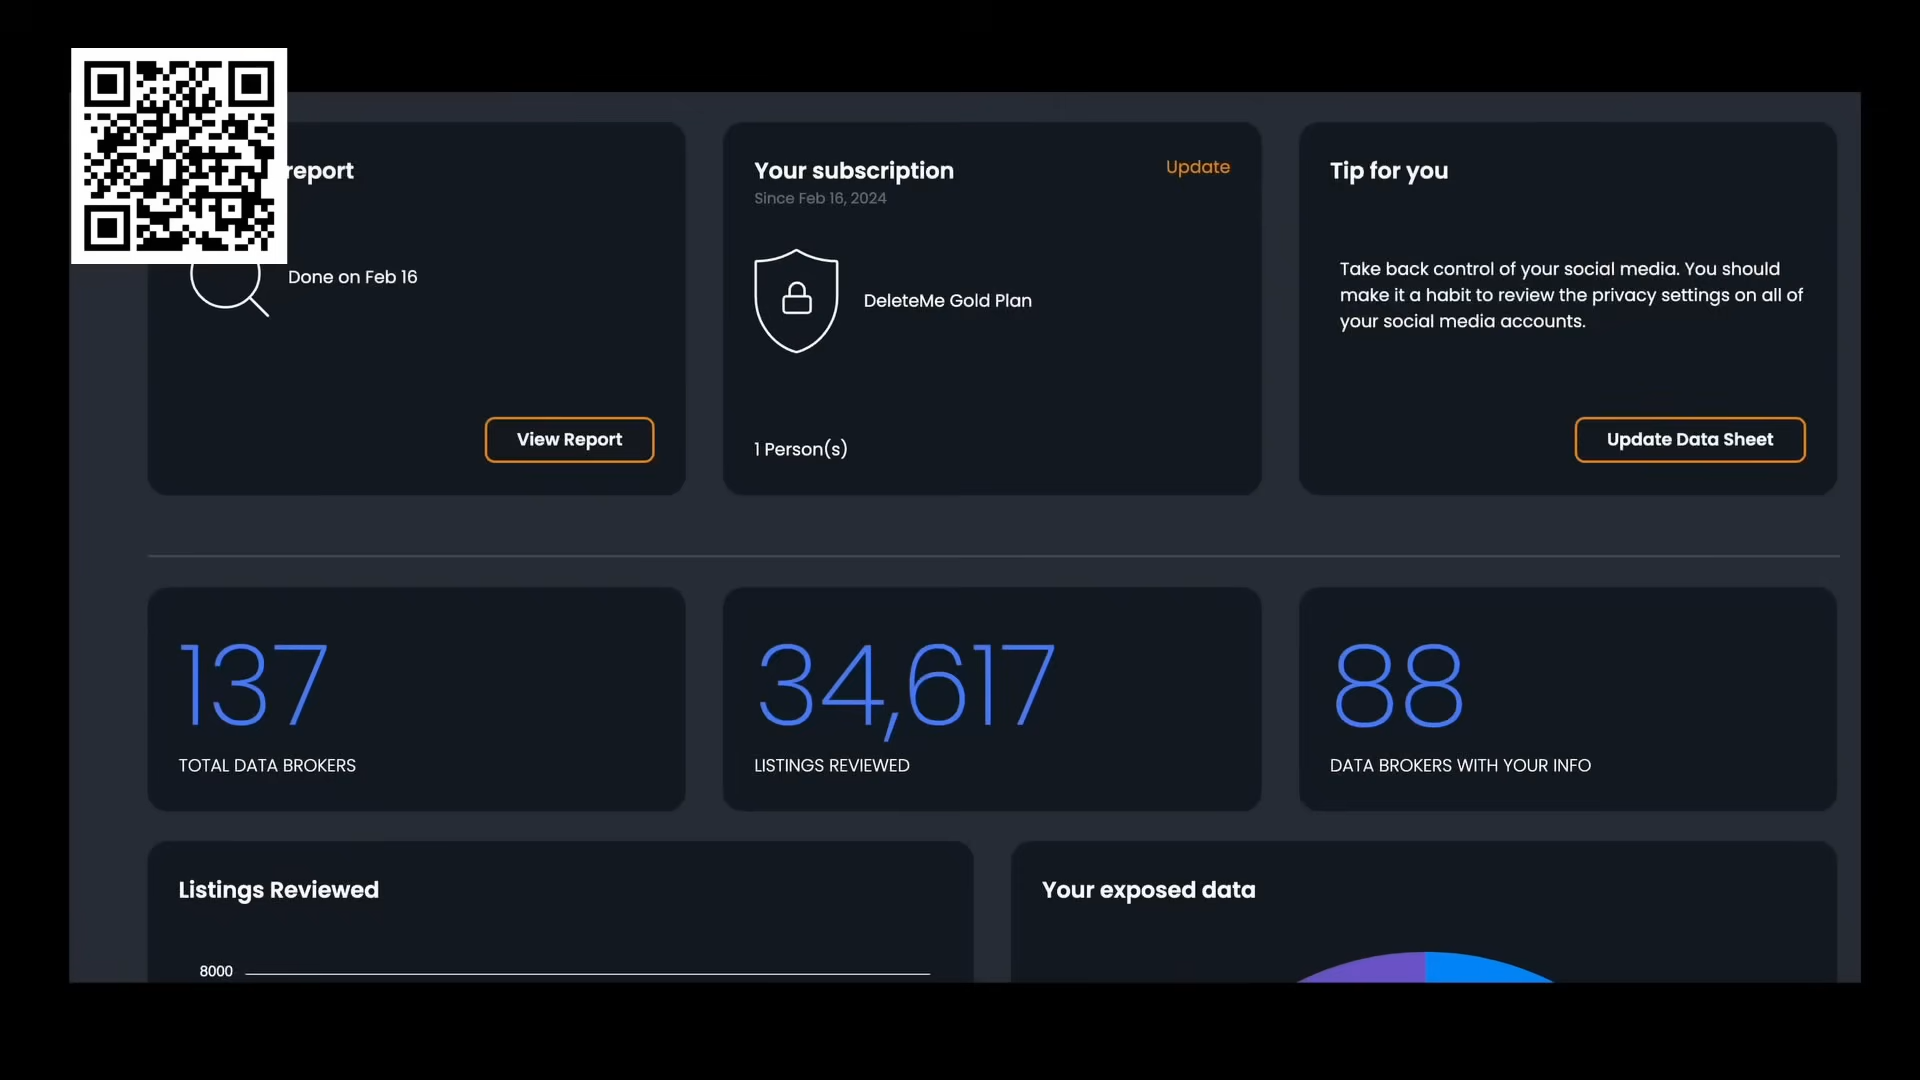 report
Done on Feb 16
View Report
Your subscription
Update
Since Feb 16, 2024
DeleteMe Gold Plan
1 Person(s)
Tip for you
Take back control of your social media. You should
make it a habit to review the privacy settings on all of
your social media accounts.
Update Data Sheet
137
TOTAL DATA BROKERS
34,617
LISTINGS REVIEWED
88
DATA BROKERS WITH YOUR INFO
Listings Reviewed
8000
Your exposed data